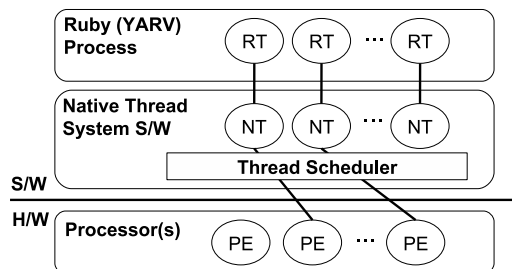 Ruby (YARV)
Process
RT RT ... RT
Native Thread
System S/W
NT NT ... NT
Thread Scheduler
S/W
H/W
Processor(s)
PE PE ... PE